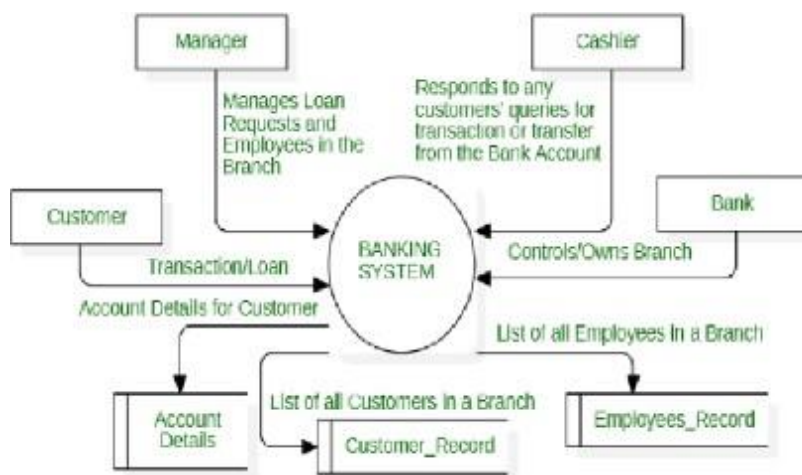 Manager
Cashier
Manages Loan
Requests and
Employees in the
Branch
Responds to any
customers' queries for
transaction or transfer
from the Bank Account
Customer
Bank
BANKING
SYSTEM
Transaction/Loan
Controls/Owns Branch
Account Details for Customer
List of all Employees in a Branch
List of all Customers in a Branch
Account
Details
Customer_Record
Employees_Record